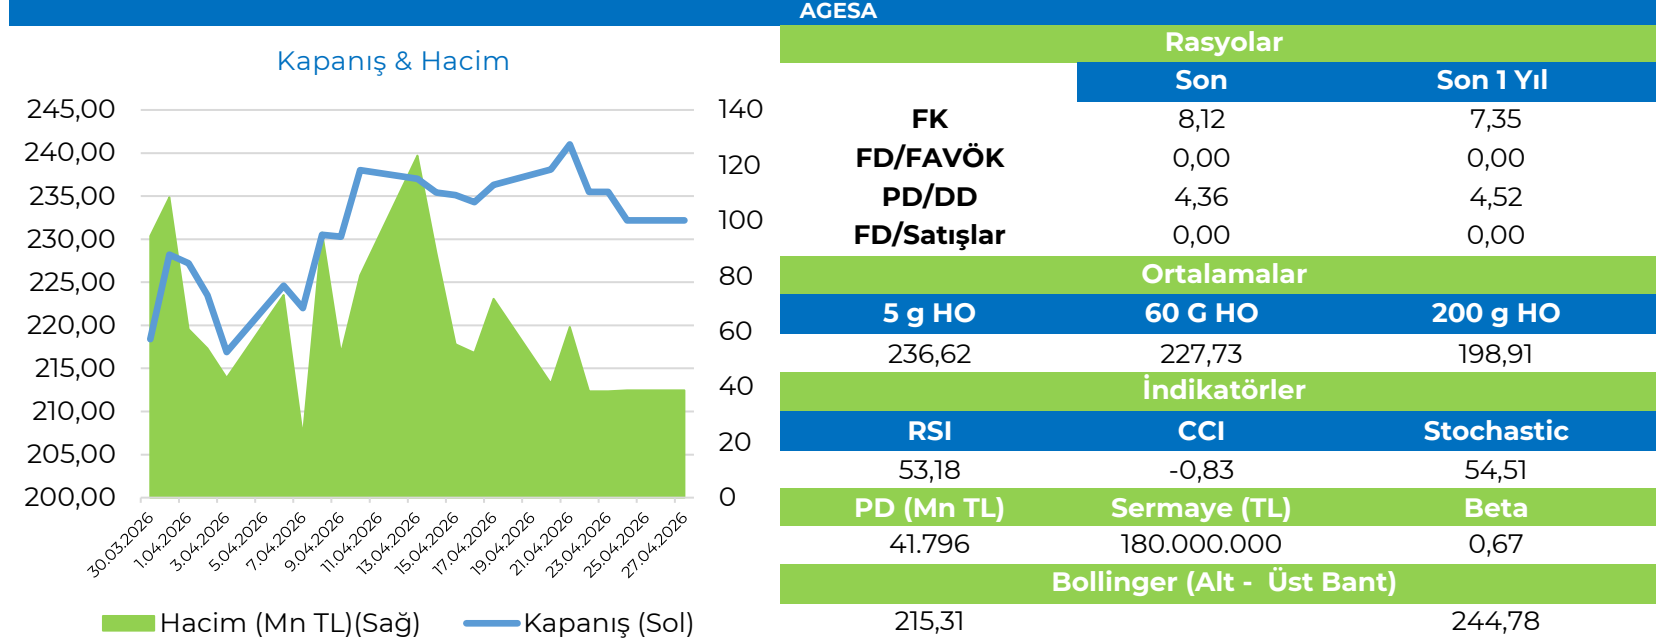 AGESA
Kapanış & Hacim
245,00
240,00
235,00
230,00
225,00
220,00
215,00
210,00
205,00
200,00
140
120
100
80
60
40
20
0
30.03.2026
1.04.2026
3.04.2026
5.04.2026
7.04.2026
9.04.2026
11.04.2026
13.04.2026
15.04.2026
17.04.2026
19.04.2026
21.04.2026
23.04.2026
25.04.2026
27.04.2026
Hacim (Mn TL)(Sağ) Kapanış (Sol)
Rasyolar
Son Son 1 Yıl
FK 8,12 7,35
FD/FAVÖK 0,00 0,00
PD/DD 4,36 4,52
FD/Satışlar 0,00 0,00
Ortalamalar
5 g HO 60 G HO 200 g HO
236,62 227,73 198,91
İndikatörler
RSI CCI Stochastic
53,18 -0,83 54,51
PD (Mn TL) Sermaye (TL) Beta
41.796 180.000.000 0,67
Bollinger (Alt - Üst Bant)
215,31 244,78